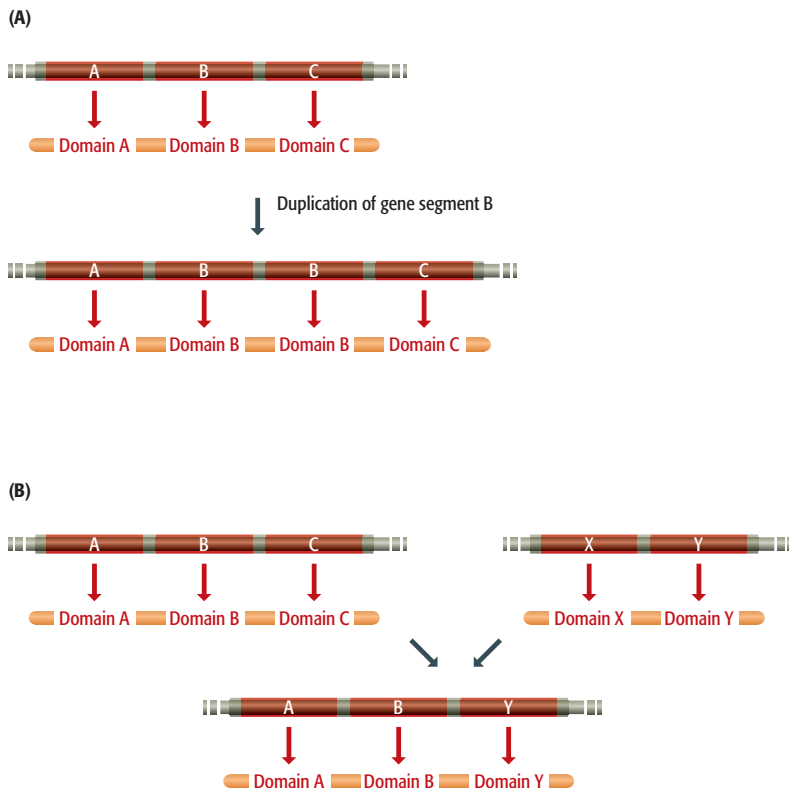 (A)
A B C
Domain A Domain B Domain C
Duplication of gene segment B
A B B C
Domain A Domain B Domain B Domain C
(B)
A B C
X Y
Domain A Domain B Domain C
Domain X Domain Y
A B Y
Domain A Domain B Domain Y